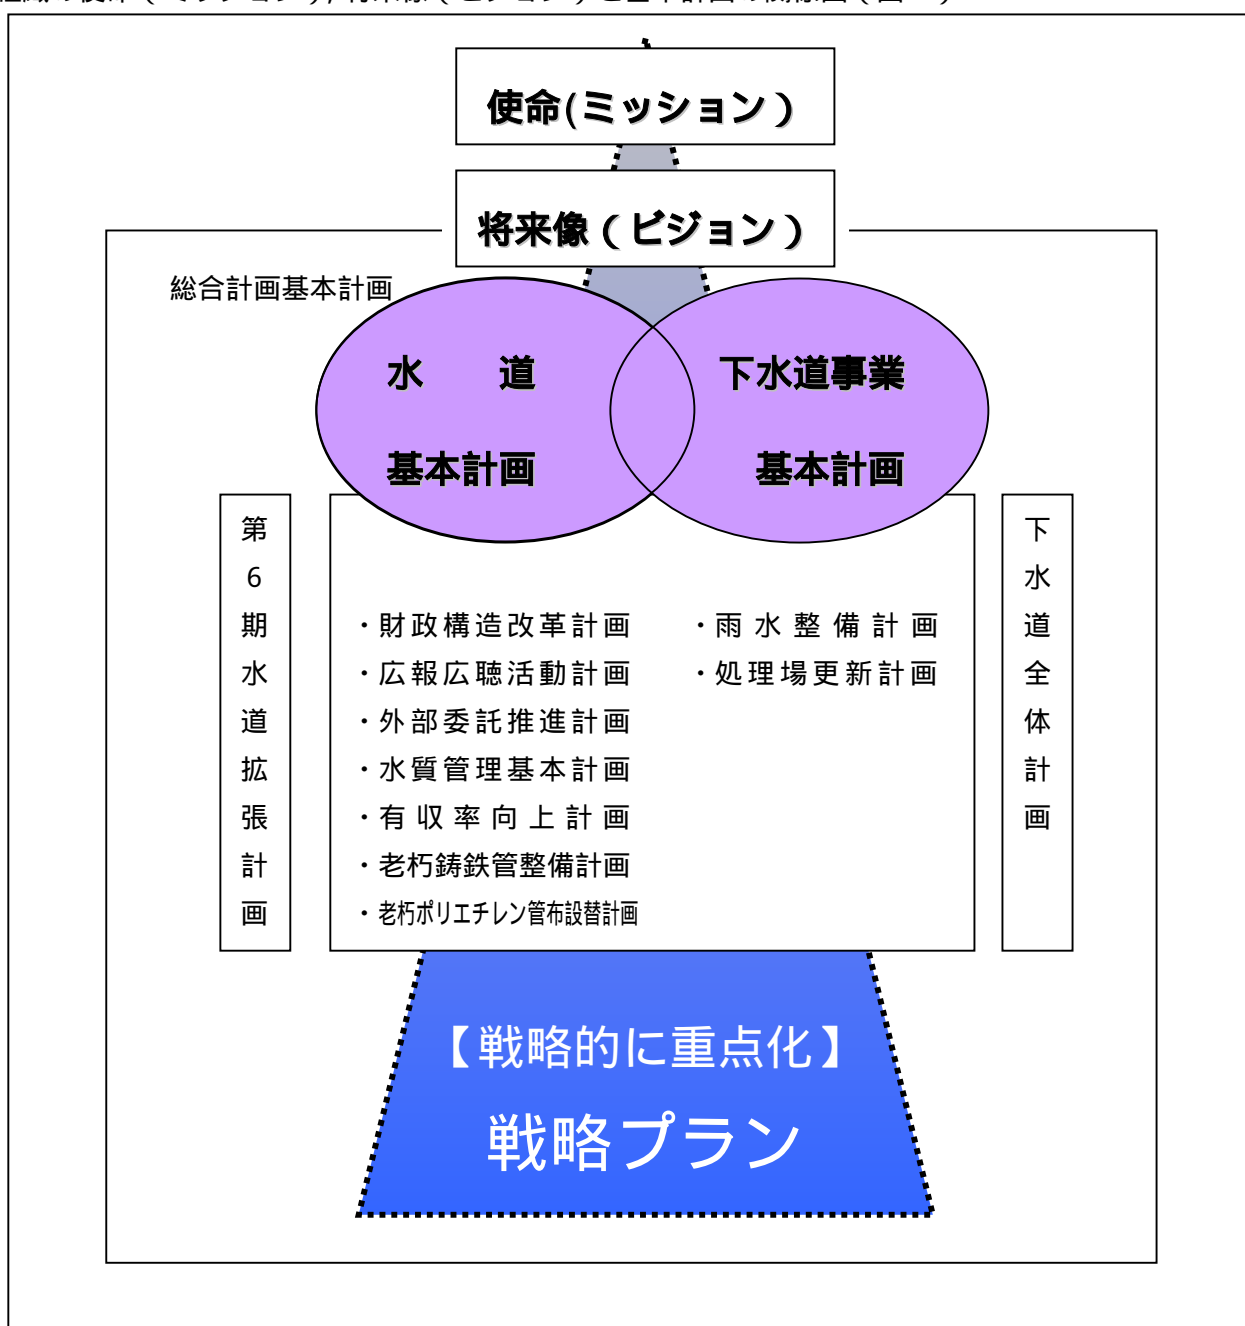 使命(ミッション）
将来像（ビジョン）
総合計画基本計画
水　　道
基本計画
下水道事業
基本計画
第6期水道拡張計画
・財政構造改革計画
・広報広聴活動計画
・外部委託推進計画
・水質管理基本計画
・有収率向上計画
・老朽鋳鉄管整備計画
・老朽ポリエチレン管布設替計画
・雨水整備計画
・処理場更新計画
下水道全体計画
【戦略的に重点化】
戦略プラン